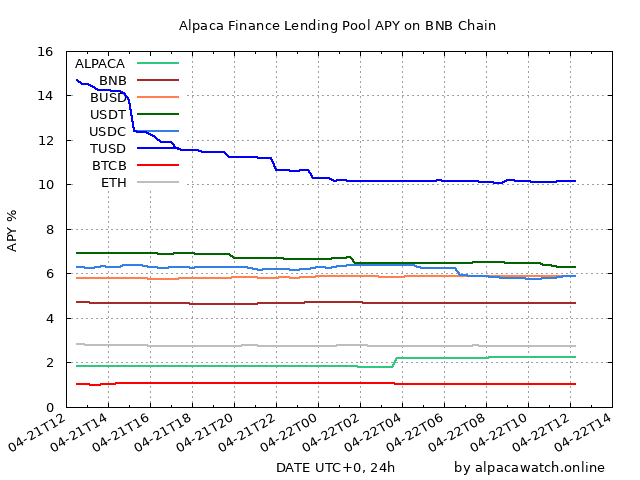 Alpaca Finance Lending Pool APY on BNB Chain
16
14
12
10
8
6
4
2
0
APY %
ALPACA
BNB
BUSD
USDT
USDC
TUSD
BTCB
ETH
04-21T12
04-21T14
04-21T16
04-21T18
04-21T20
04-21T22
04-22T00
04-22T02
04-22T04
04-22T06
04-22T08
04-22T10
04-22T12
04-22T14
DATE UTC+0, 24h
by alpacawatch.online